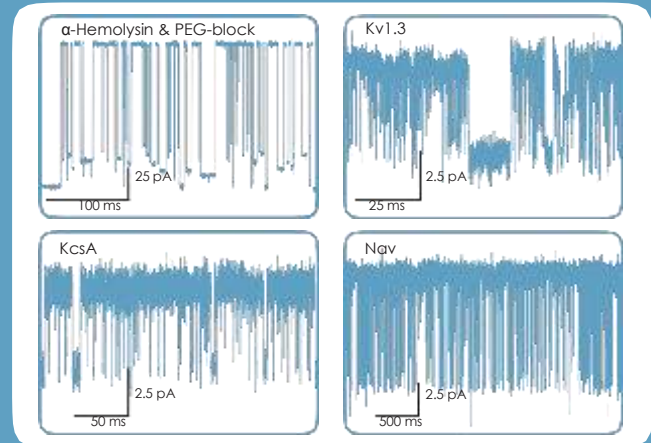 α-Hemolysin & PEG-block
25 pA
100 ms
Kv1.3
2.5 pA
25 ms
KcsA
2.5 pA
50 ms
Nav
2.5 pA
500 ms